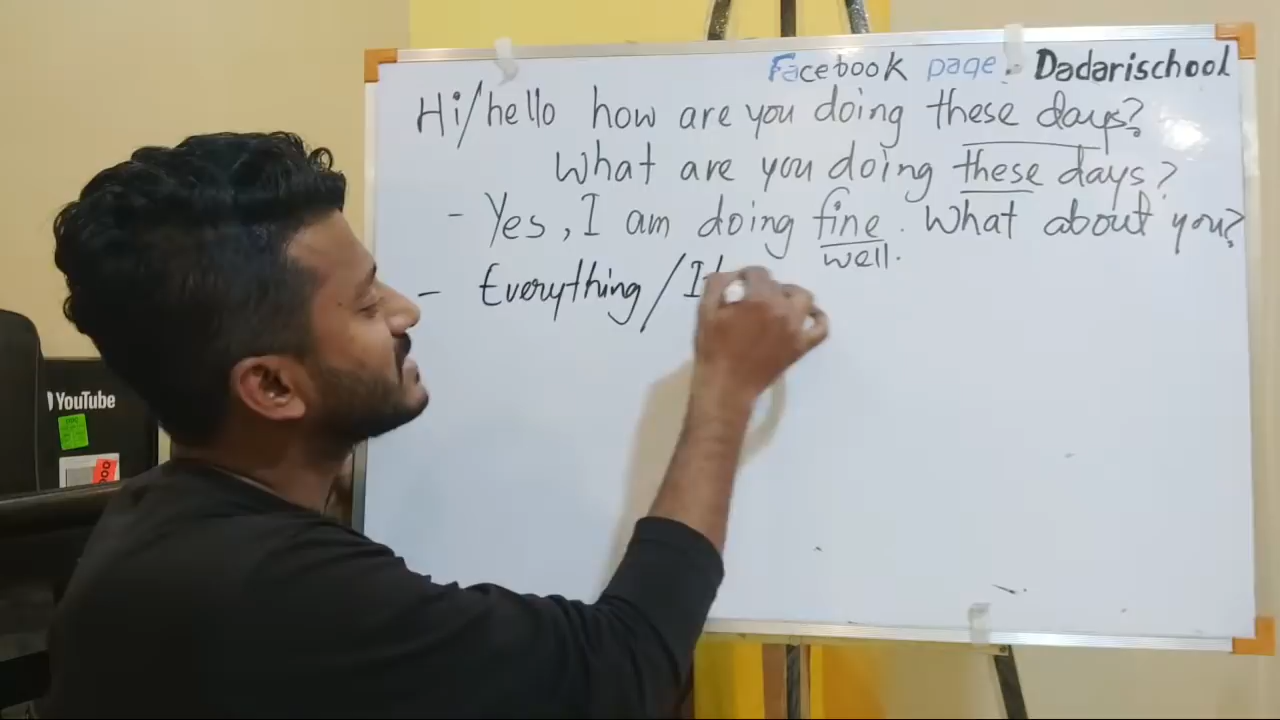 Facebook page: Dadarischool
Hi/hello how are you doing these days?
What are you doing these days?
- Yes, I am doing fine. What about you?
well.
- Everything/It
YouTube